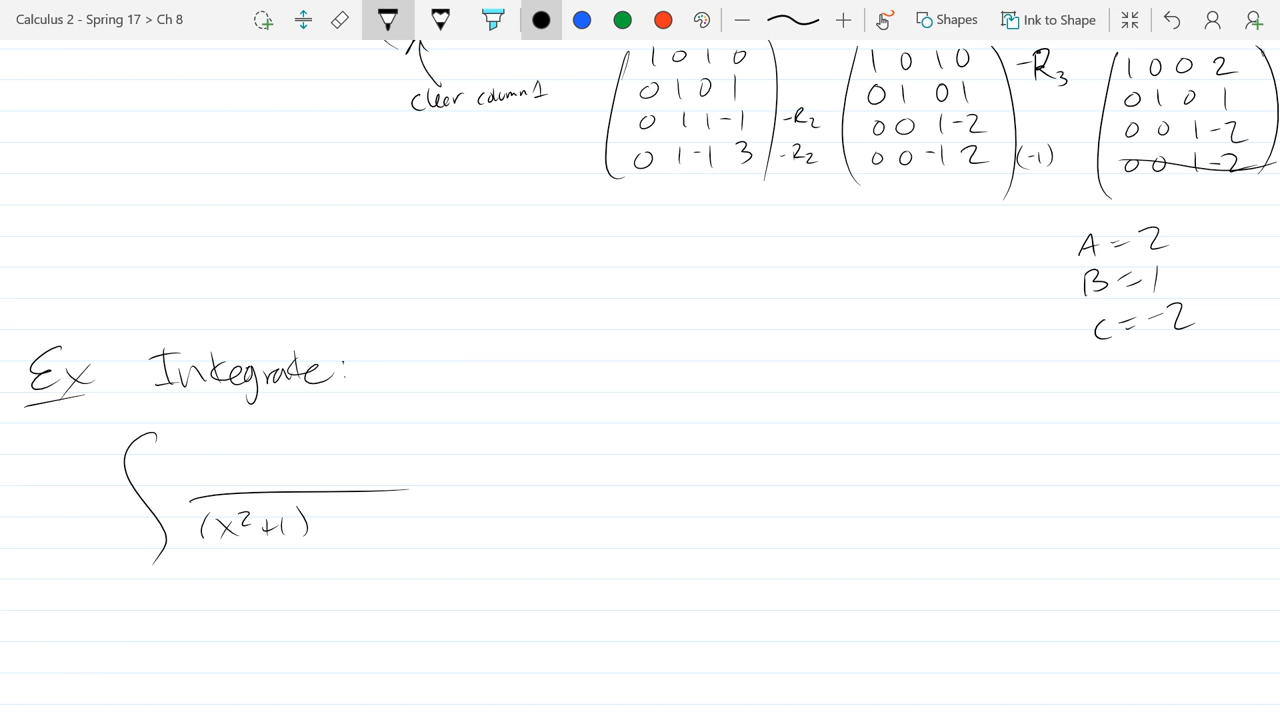 Calculus 2 - Spring 17 > Ch 8
Shapes
Ink to Shape
clear column 1
1 0 1 0
0 1 0 1
0 1 1 -1 -R2
0 1 -1 3 -R2
1 0 1 0 -R3
0 1 0 1
0 0 1 -2
0 0 -1 2 (-1)
1 0 0 2
0 1 0 1
0 0 1 -2
0 0 1 -2
A = 2
B = 1
C = -2
Ex Integrate:
∫
(x²+1)